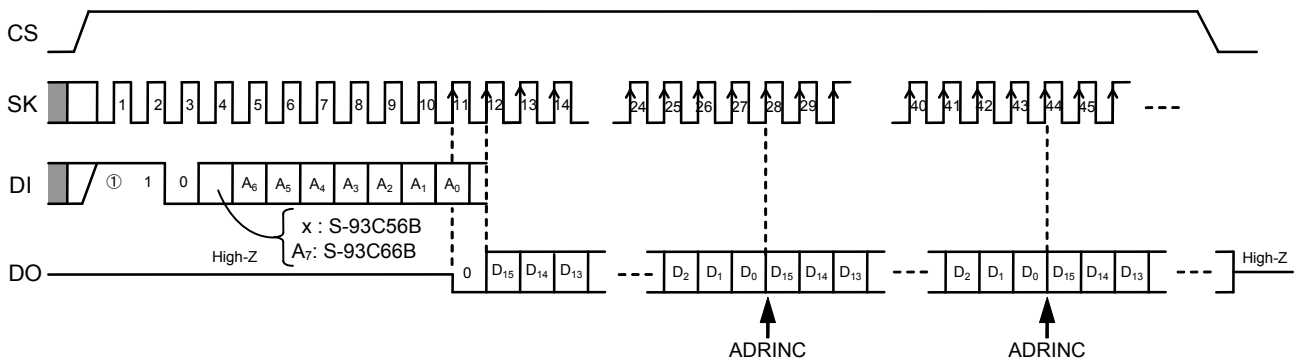 CS
SK 1 2 3 4 5 6 7 8 9 10 11 12 13 14 24 25 26 27 28 29 40 41 42 43 44 45
DI ① 1 0 A6 A5 A4 A3 A2 A1 A0
x : S-93C56B
A7: S-93C66B
High-Z
DO 0 D15 D14 D13 D2 D1 D0 D15 D14 D13 D2 D1 D0 D15 D14 D13 High-Z
ADRINC ADRINC